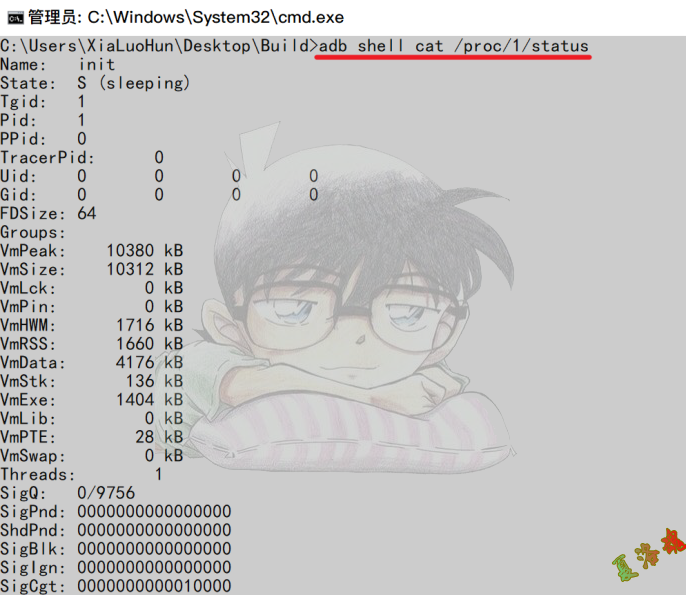 管理员: C:\Windows\System32\cmd.exe
C:\Users\XiaLuoHun\Desktop\Build>adb shell cat /proc/1/status
Name:   init
State:  S (sleeping)
Tgid:   1
Pid:    1
PPid:   0
TracerPid:      0
Uid:    0       0       0       0
Gid:    0       0       0       0
FDSize: 64
Groups:
VmPeak:    10380 kB
VmSize:    10312 kB
VmLck:         0 kB
VmPin:         0 kB
VmHWM:      1716 kB
VmRSS:      1660 kB
VmData:     4176 kB
VmStk:       136 kB
VmExe:      1404 kB
VmLib:         0 kB
VmPTE:        28 kB
VmSwap:        0 kB
Threads:        1
SigQ:   0/9756
SigPnd: 0000000000000000
ShdPnd: 0000000000000000
SigBlk: 0000000000000000
SigIgn: 0000000000000000
SigCgt: 0000000000010000